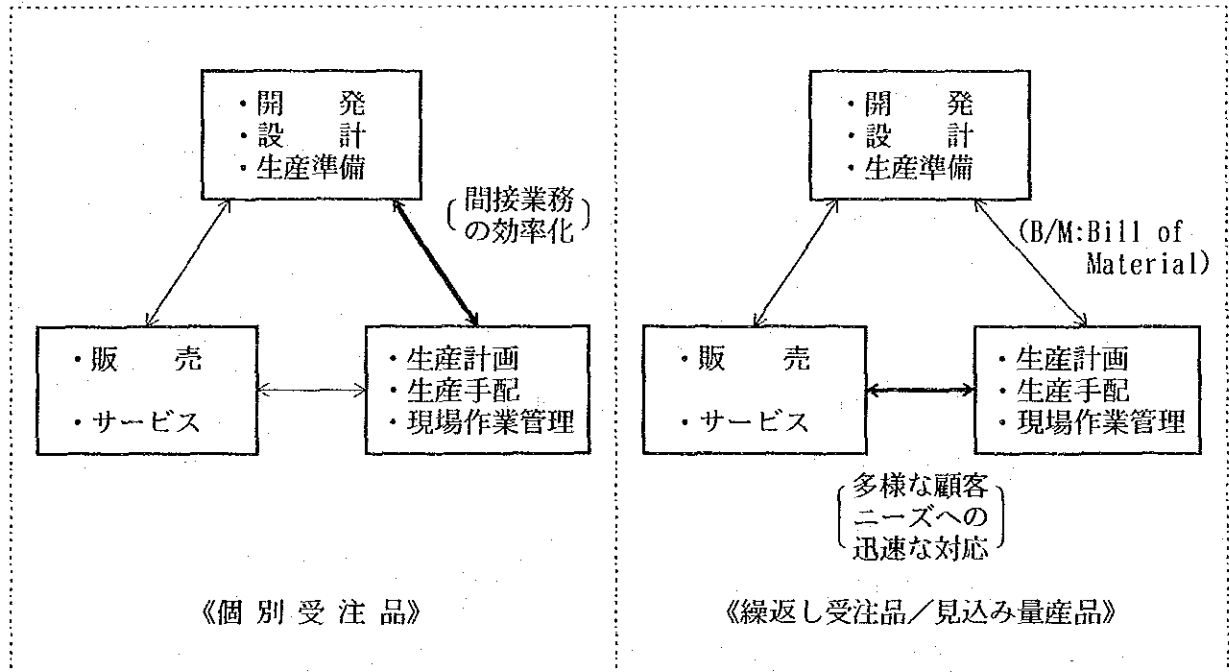 ・開　　発
・設　　計
・生産準備
間接業務
の効率化
・販　　売
・サービス
・生産計画
・生産手配
・現場作業管理
《個 別 受 注 品》
・開　　発
・設　　計
・生産準備
(B/M:Bill of
Material)
・販　　売
・サービス
・生産計画
・生産手配
・現場作業管理
多様な顧客
ニーズへの
迅速な対応
《繰返し受注品／見込み量産品》